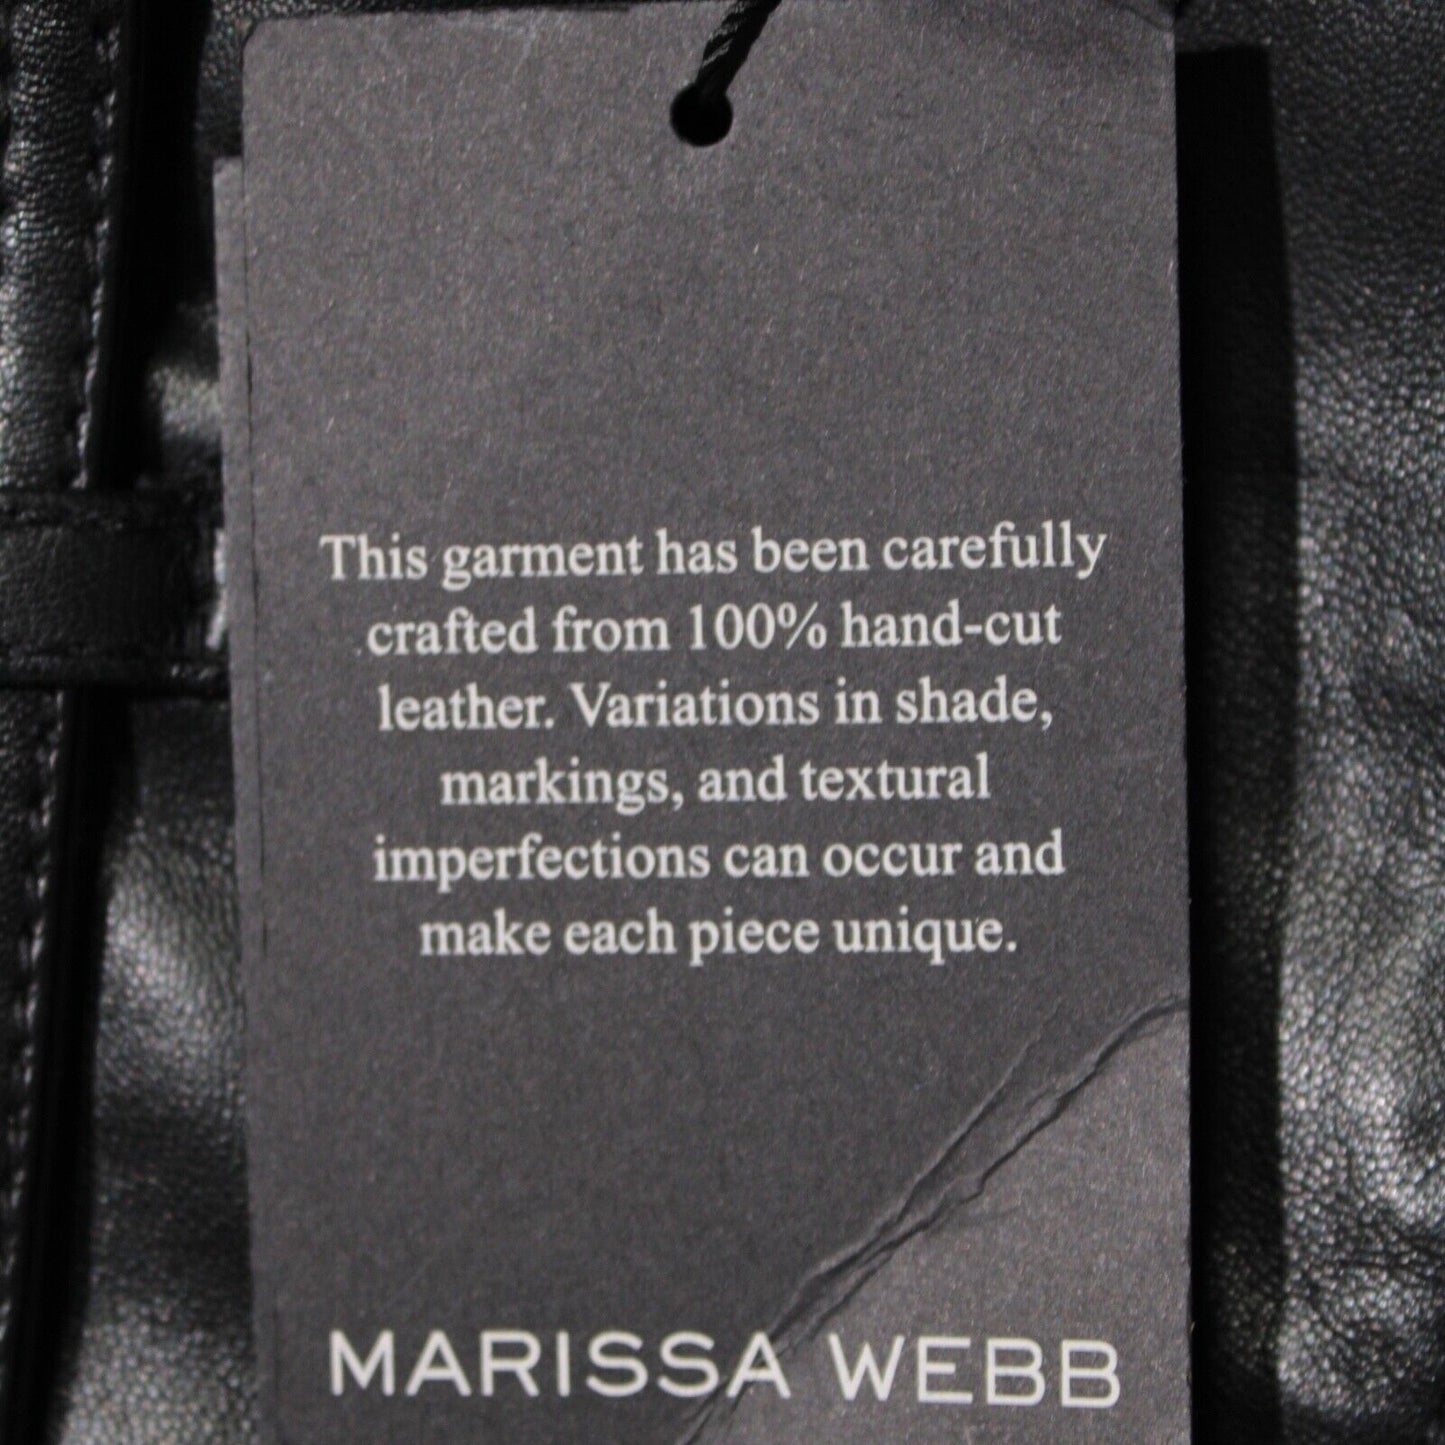 This garment has been carefully
crafted from 100% hand-cut
leather. Variations in shade,
markings, and textural
imperfections can occur and
make each piece unique.
MARISSA WEBB